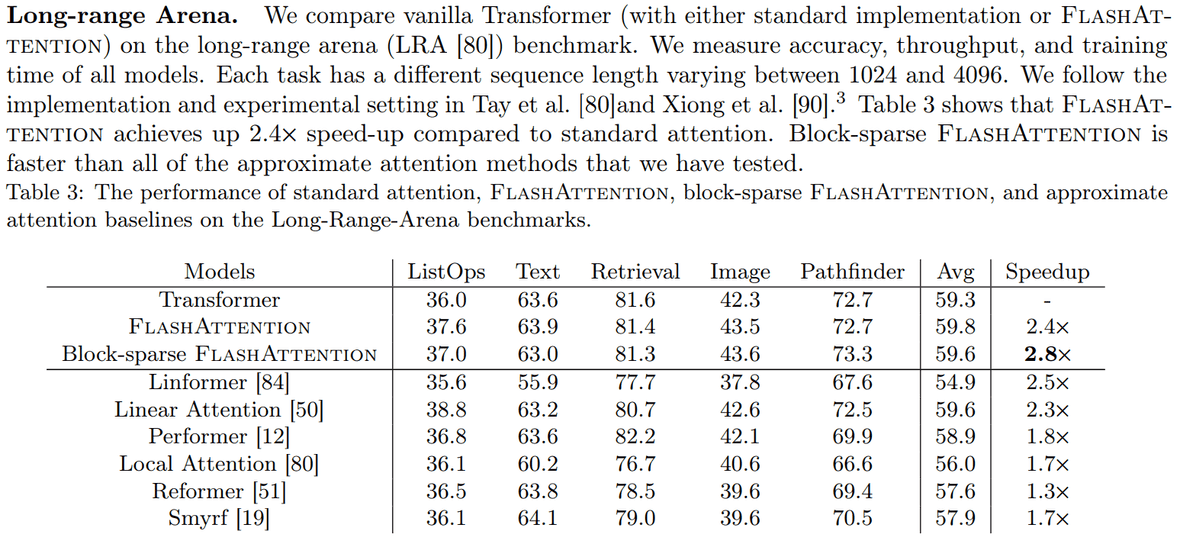 Long-range Arena. We compare vanilla Transformer (with either standard implementation or FLASHAT-
TENTION) on the long-range arena (LRA [80]) benchmark. We measure accuracy, throughput, and training
time of all models. Each task has a different sequence length varying between 1024 and 4096. We follow the
implementation and experimental setting in Tay et al. [80]and Xiong et al. [90].3 Table 3 shows that FLASHAT-
TENTION achieves up 2.4× speed-up compared to standard attention. Block-sparse FLASHATTENTION is
faster than all of the approximate attention methods that we have tested.
Table 3: The performance of standard attention, FLASHATTENTION, block-sparse FLASHATTENTION, and approximate
attention baselines on the Long-Range-Arena benchmarks.
Models ListOps Text Retrieval Image Pathfinder Avg Speedup
Transformer 36.0 63.6 81.6 42.3 72.7 59.3 -
FLASHATTENTION 37.6 63.9 81.4 43.5 72.7 59.8 2.4×
Block-sparse FLASHATTENTION 37.0 63.0 81.3 43.6 73.3 59.6 2.8×
Linformer [84] 35.6 55.9 77.7 37.8 67.6 54.9 2.5×
Linear Attention [50] 38.8 63.2 80.7 42.6 72.5 59.6 2.3×
Performer [12] 36.8 63.6 82.2 42.1 69.9 58.9 1.8×
Local Attention [80] 36.1 60.2 76.7 40.6 66.6 56.0 1.7×
Reformer [51] 36.5 63.8 78.5 39.6 69.4 57.6 1.3×
Smyrf [19] 36.1 64.1 79.0 39.6 70.5 57.9 1.7×